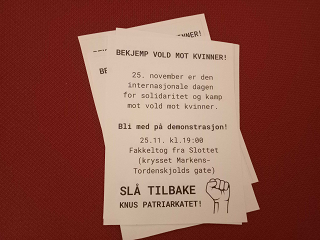 NNER!
BE
BEKJEMP VOLD MOT KVINNER!
25. november er den
internasjonale dagen
for solidaritet og kamp
mot vold mot kvinner.
Bli med på demonstrasjon!
25.11. kl.19:00
Fakkeltog fra Slottet
(krysset Markens-
Tordenskjolds gate)
SLÅ TILBAKE
KNUS PATRIARKATET!